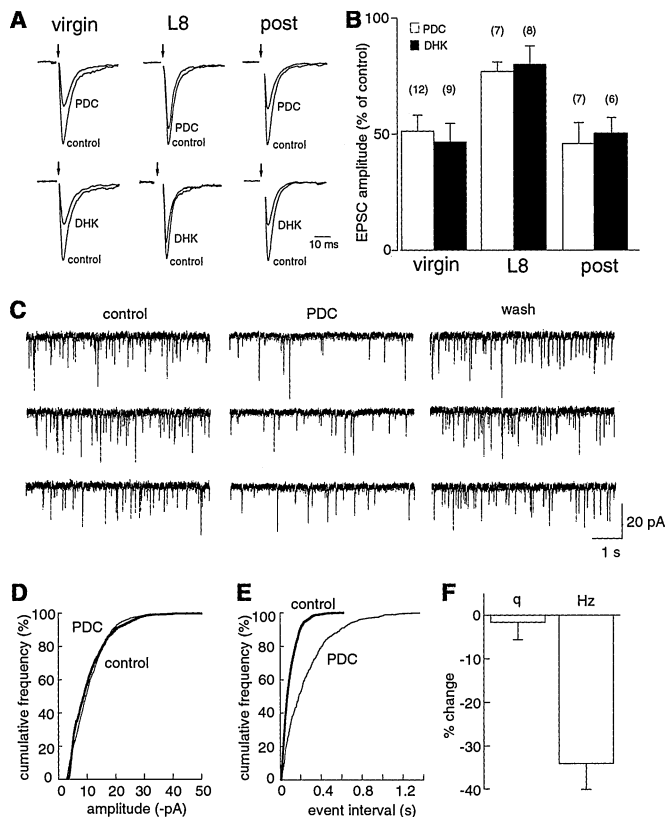 A
virgin
L8
post
PDC
control
PDC
control
PDC
control
DHK
control
DHK
control
DHK
control
10 ms
B
EPSC amplitude (% of control)
100
50
0
PDC
DHK
(12)
(9)
(7)
(8)
(7)
(6)
virgin
L8
post
C
control
PDC
wash
20 pA
1 s
D
cumulative frequency (%)
100
80
60
40
20
0
PDC
control
0
10
20
30
40
50
amplitude (-pA)
E
cumulative frequency (%)
100
80
60
40
20
0
control
PDC
0
0.4
0.8
1.2
event interval (s)
F
q
Hz
% change
0
-10
-20
-30
-40